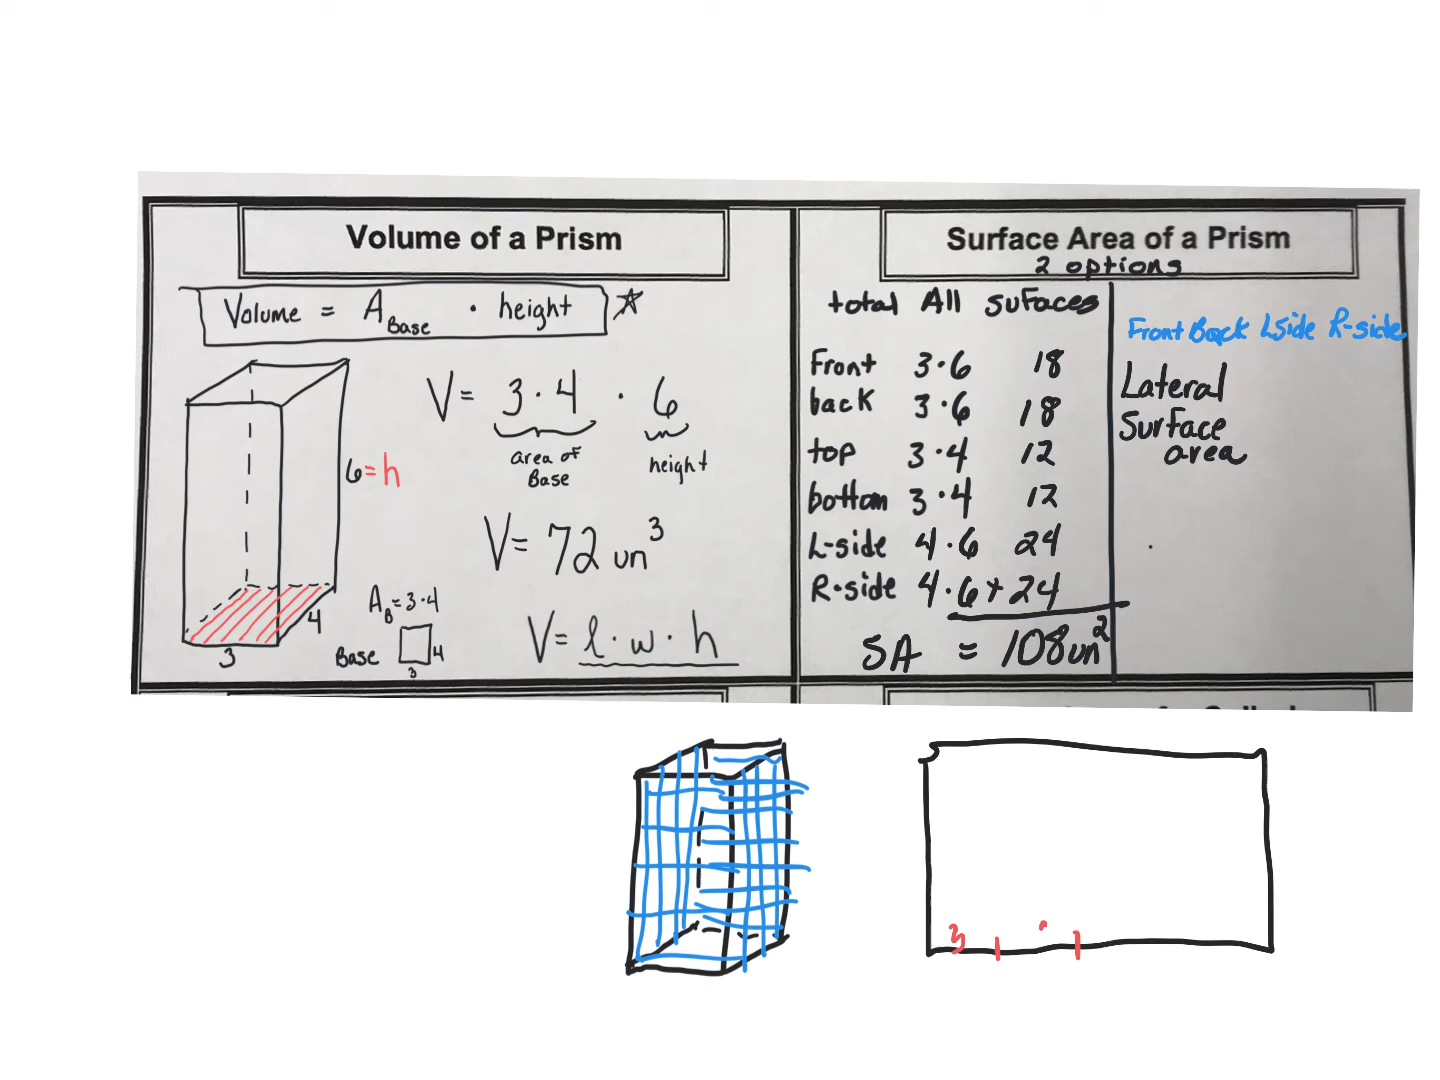 Volume of a Prism
Volume = A Base · height
V = 3 · 4 · 6
area of Base
height
6 = h
V = 72 un³
A B = 3 · 4
4
3
Base
4
3
V = l · w · h
Surface Area of a Prism
2 options
total All sufaces
Front 3 · 6 18
back 3 · 6 18
top 3 · 4 12
bottom 3 · 4 12
L-side 4 · 6 24
R-side 4 · 6 + 24
SA = 108 un²
Front Back L side R-side
Lateral
Surface
area
3